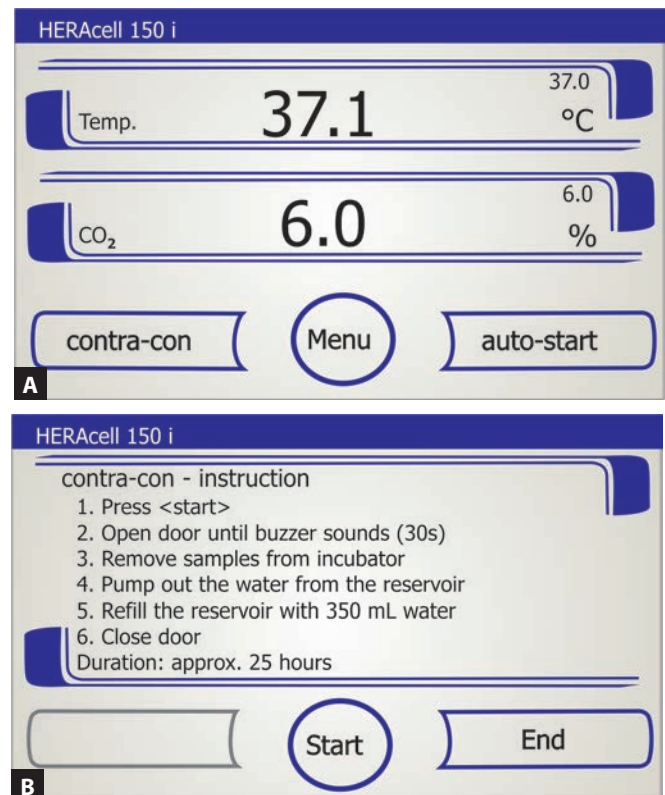 HERAcell 150 i
37.0
Temp. 37.1 °C
6.0
CO₂ 6.0 %
contra-con Menu auto-start
A
HERAcell 150 i
contra-con - instruction
1. Press <start>
2. Open door until buzzer sounds (30s)
3. Remove samples from incubator
4. Pump out the water from the reservoir
5. Refill the reservoir with 350 mL water
6. Close door
Duration: approx. 25 hours
Start End
B